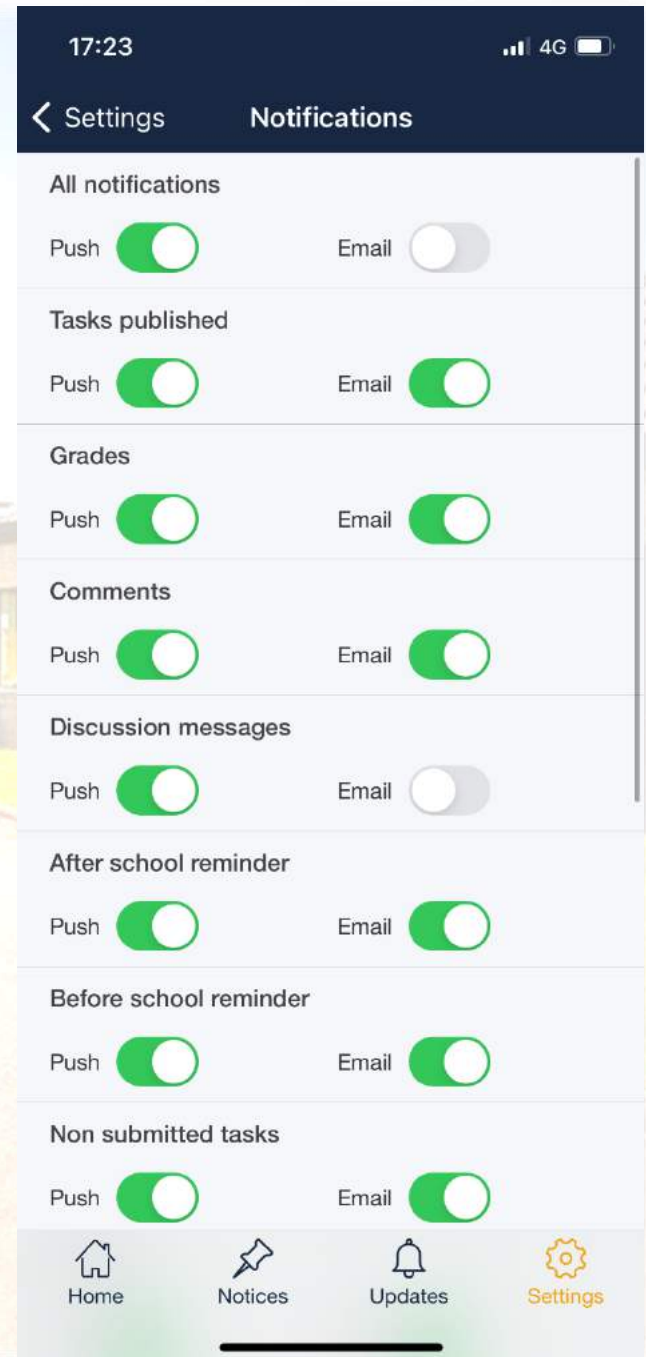 17:23 4G
Settings Notifications
All notifications
Push Email
Tasks published
Push Email
Grades
Push Email
Comments
Push Email
Discussion messages
Push Email
After school reminder
Push Email
Before school reminder
Push Email
Non submitted tasks
Push Email
Home Notices Updates Settings